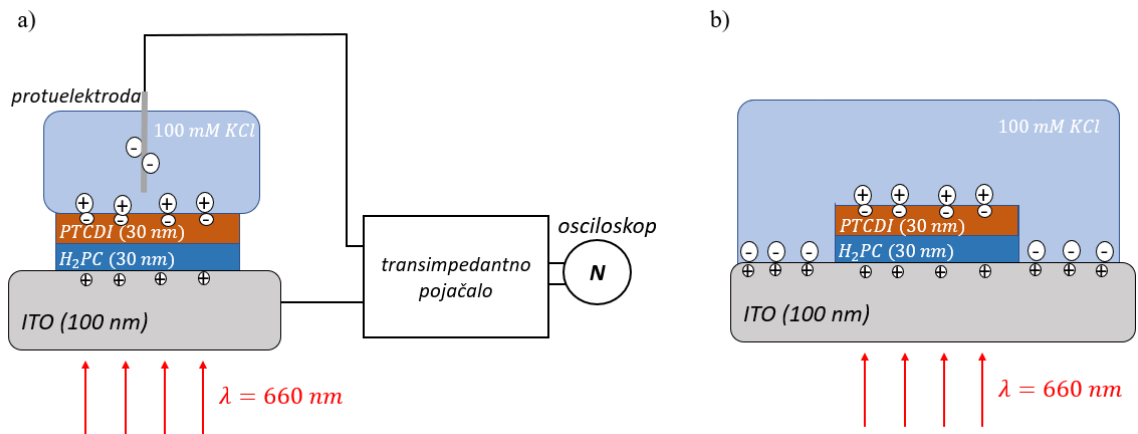 a)
protuelektroda
100 mM KCl
+ + + +
- - - - - -
PTCDI (30 nm)
H₂PC (30 nm)
+ + + +
ITO (100 nm)
λ = 660 nm
transimpedantno
pojačalo
osciloskop
N
b)
100 mM KCl
+ + + +
- - - -
PTCDI (30 nm)
H₂PC (30 nm)
- - - - - -
+ + + + + + + + + +
ITO (100 nm)
λ = 660 nm